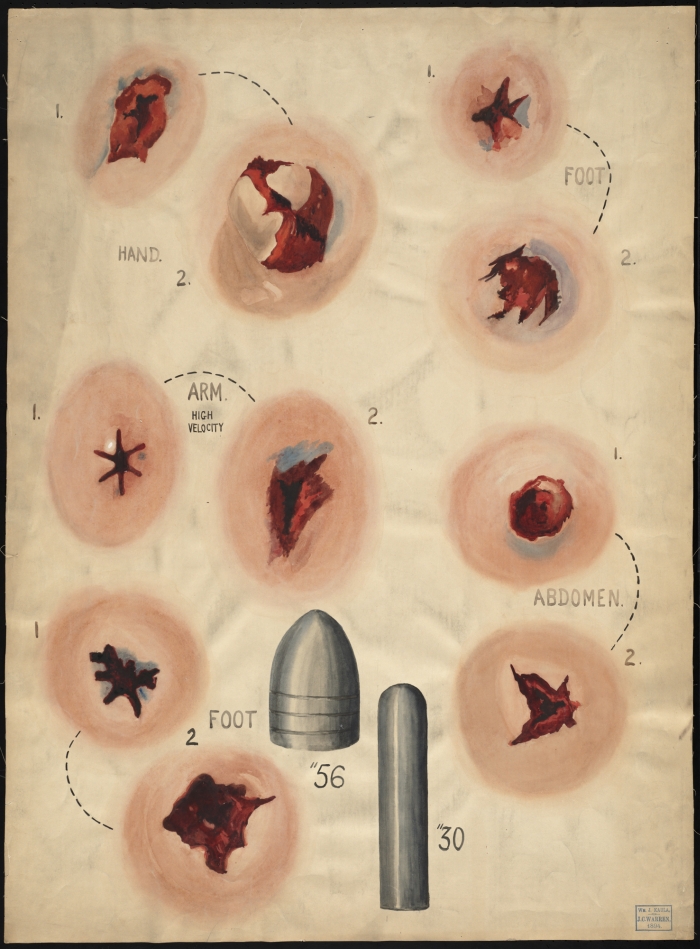 1.
HAND.
2.
1.
FOOT
2.
1.
ARM.
HIGH
VELOCITY
2.
1.
ABDOMEN.
2.
1
FOOT
2
"56
"30
J.C. WARREN.